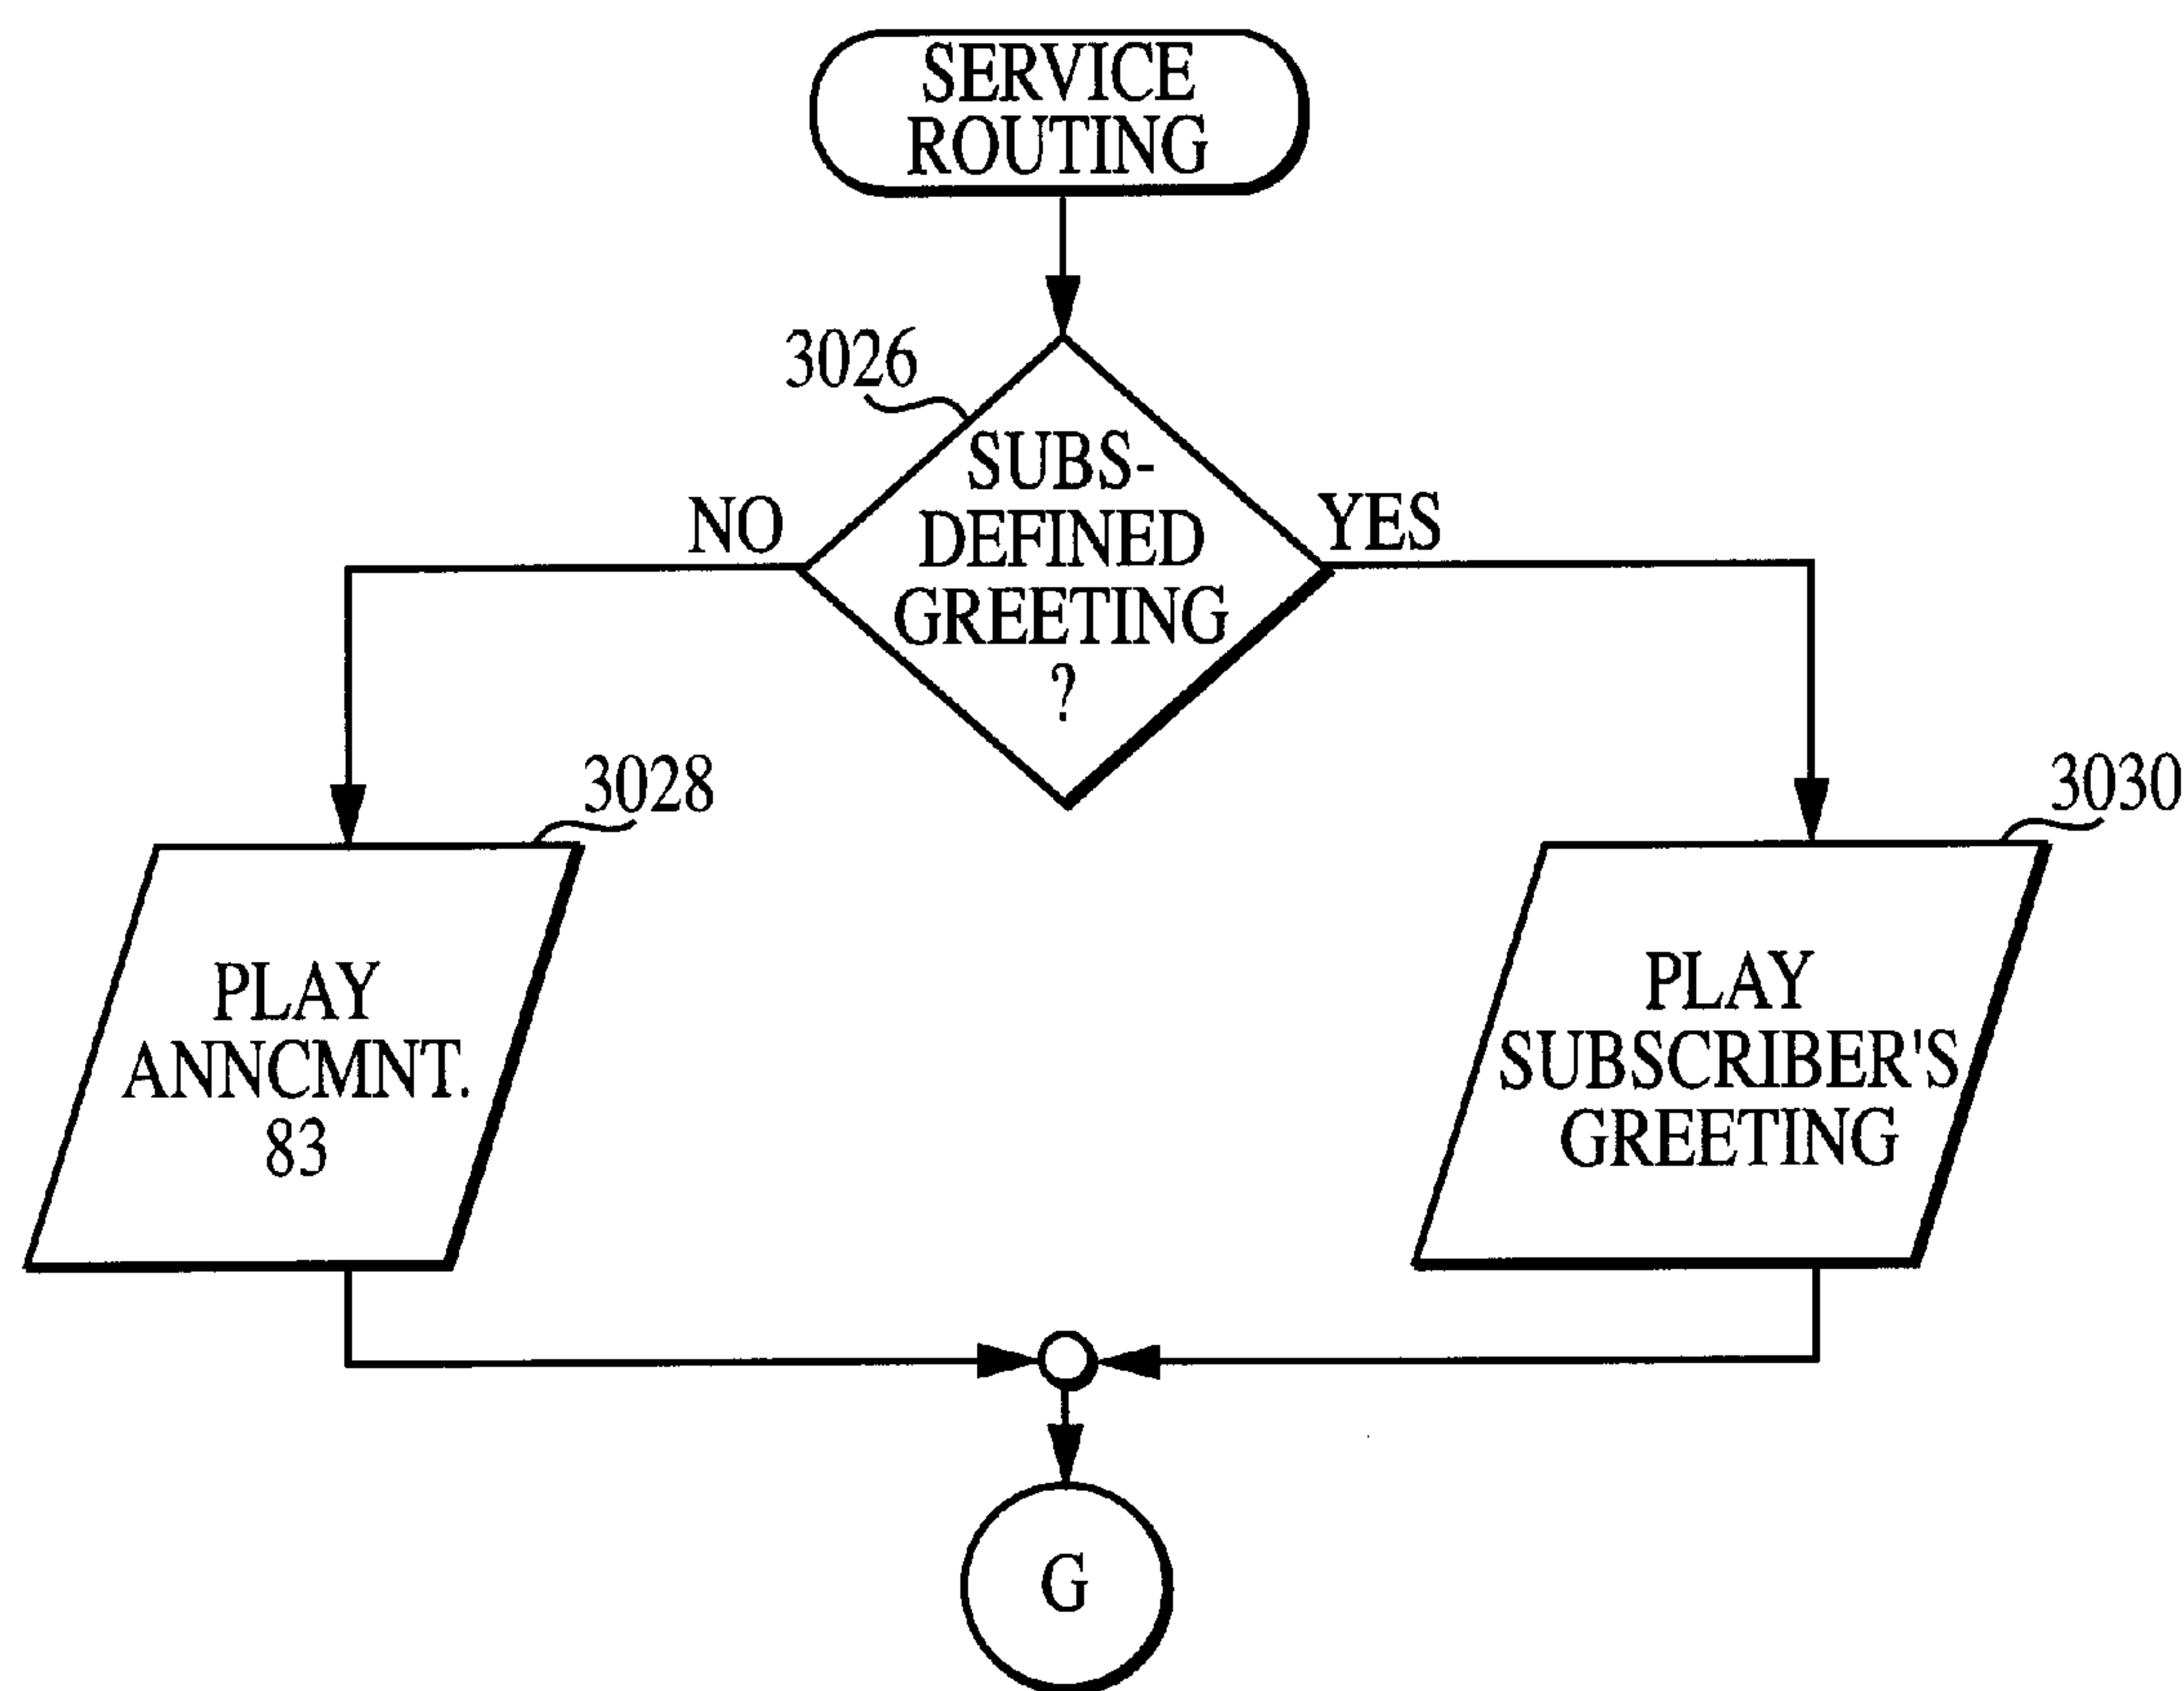 SERVICE
ROUTING
3026
SUBS-
DEFINED
GREETING
?
NO
YES
3028
PLAY
ANNCMNT.
83
3030
PLAY
SUBSCRIBER'S
GREETING
G